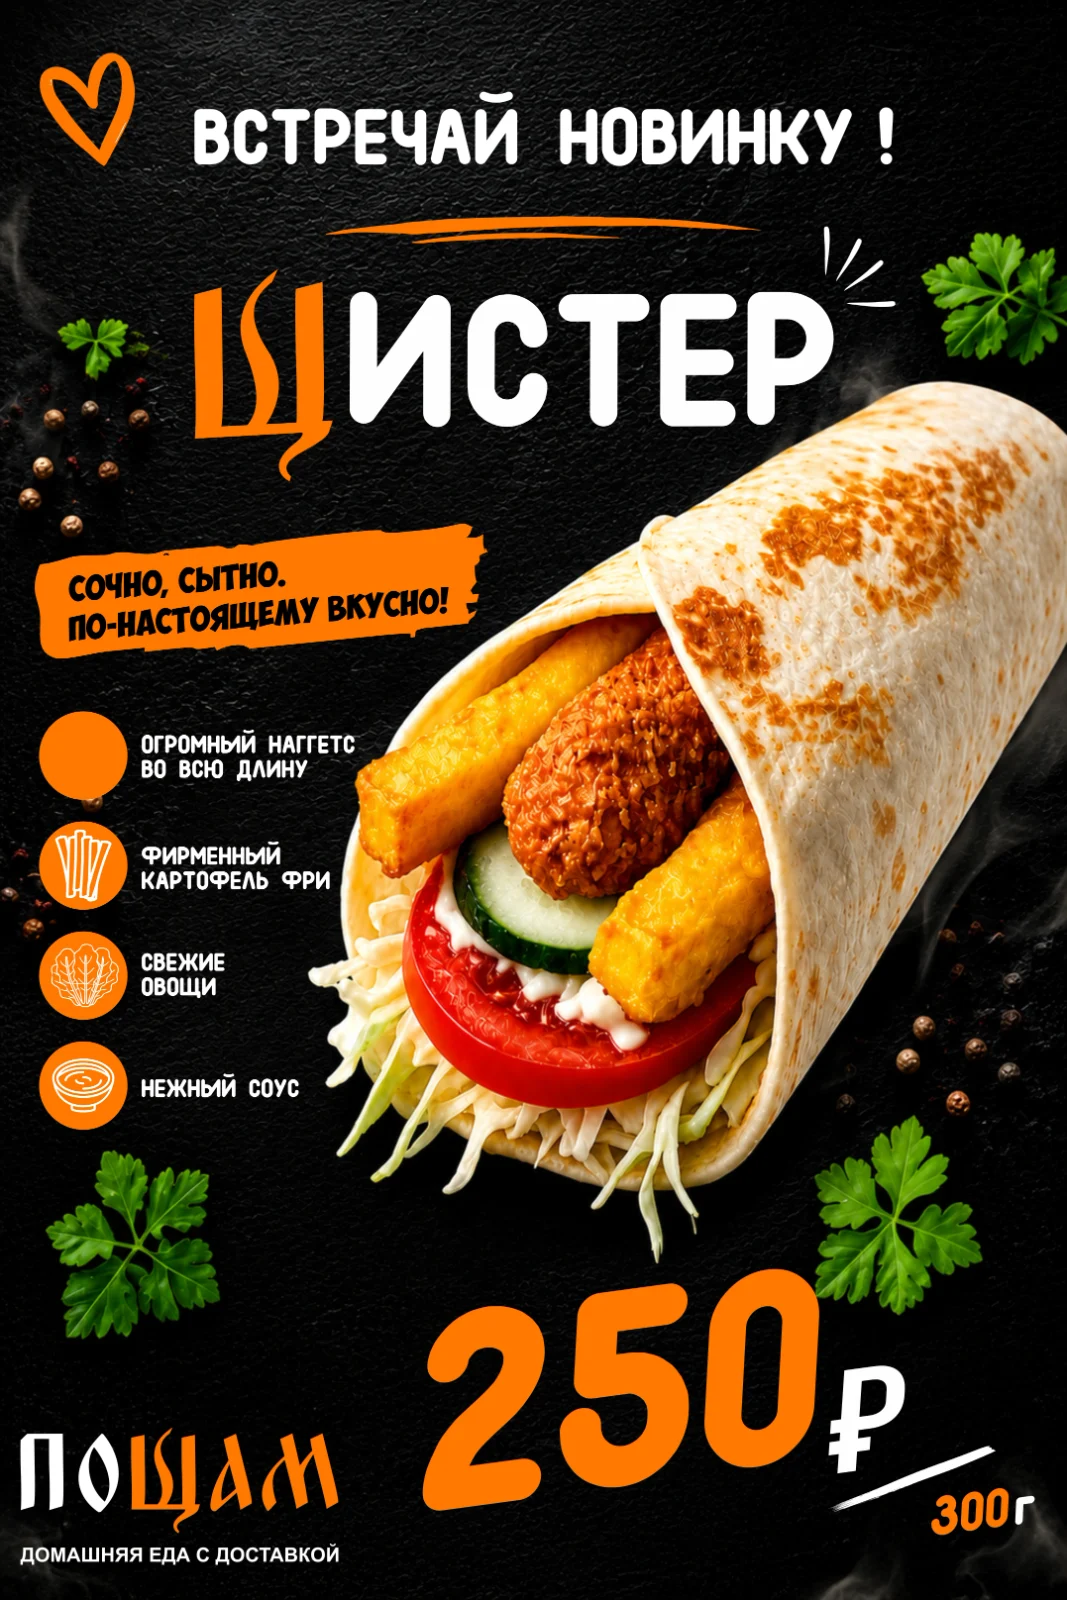 ВСТРЕЧАЙ НОВИНКУ !
ЩИСТЕР
СОЧНО, СЫТНО.
ПО-НАСТОЯЩЕМУ ВКУСНО!
ОГРОМНЫЙ НАГГЕТС
ВО ВСЮ ДЛИНУ
ФИРМЕННЫЙ
КАРТОФЕЛЬ ФРИ
СВЕЖИЕ
ОВОЩИ
НЕЖНЫЙ СОУС
250₽
300г
ПОЩАМ
ДОМАШНЯЯ ЕДА С ДОСТАВКОЙ